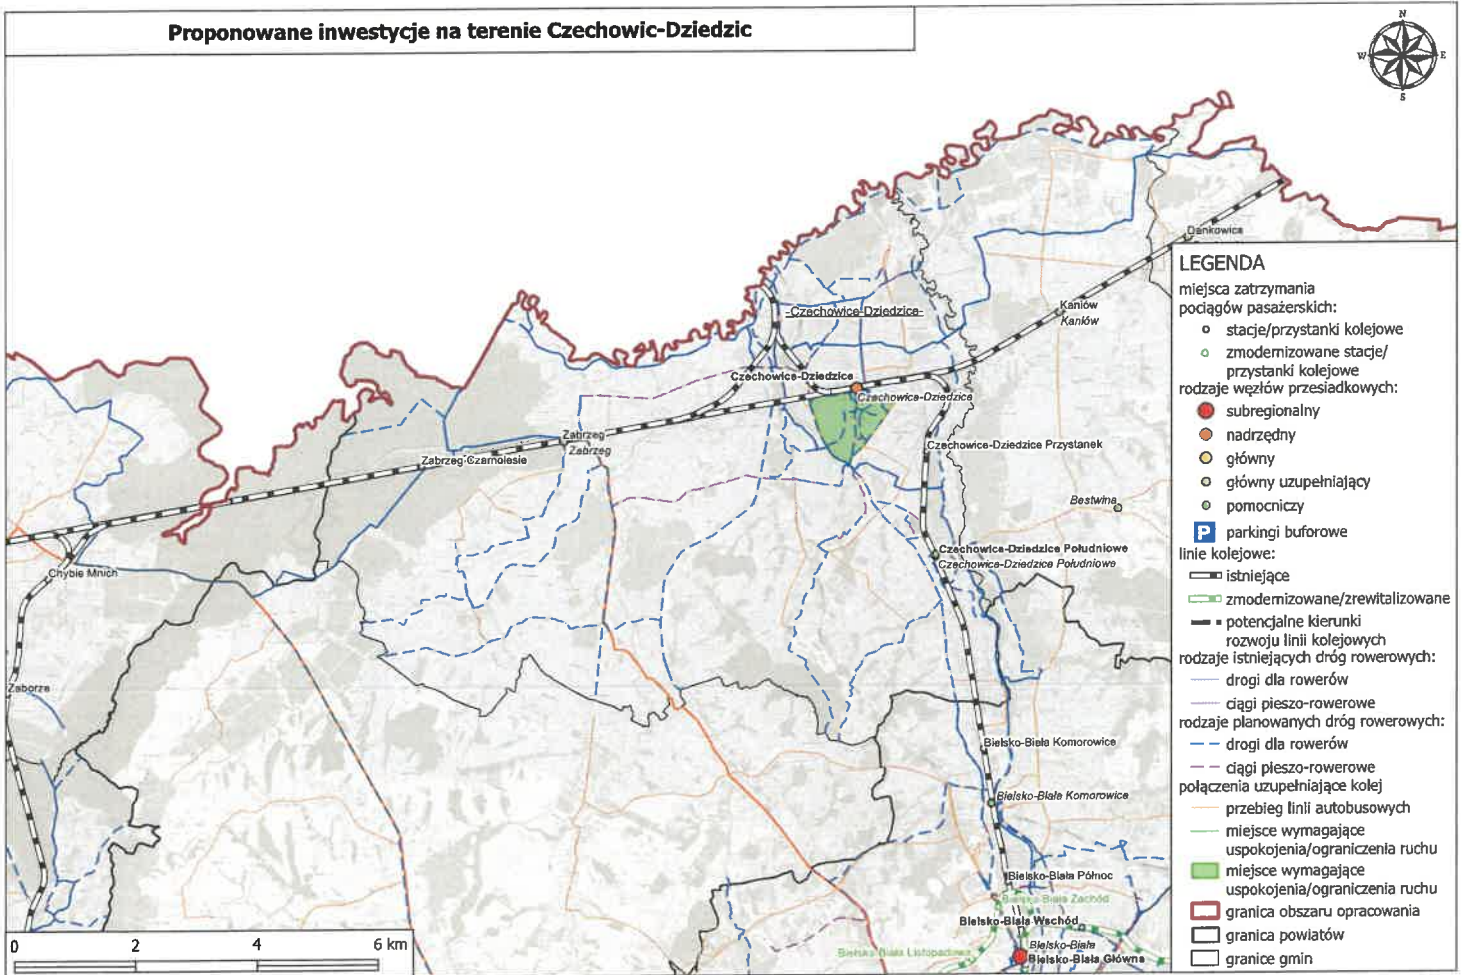 Proponowane inwestycje na terenie Czechowic-Dziedzic
N
W
E
S
Dankowice
Kaniów
Kaniów
-Czechowice-Dziedzice-
Czechowice-Dziedzice
Czechowice-Dziedzice
Czechowice-Dziedzice Przystanek
Zabrzeg
Zabrzeg
Zabrzeg-Czarnolesie
Bestwina
Czechowice-Dziedzice Południowe
Czechowice-Dziedzice Południowe
Chybie Mnich
Zaborze
Bielsko-Biała Komorowice
Bielsko-Biała Komorowice
Bielsko-Biała Północ
Bielsko-Biała Zachód
Bielsko-Biała Wschód
Bielsko-Biała
Bielsko-Biała Listopadowa
Bielsko-Biała Główna
0 2 4 6 km
LEGENDA
miejsca zatrzymania
pociągów pasażerskich:
stacje/przystanki kolejowe
zmodernizowane stacje/
przystanki kolejowe
rodzaje węzłów przesiadkowych:
subregionalny
nadrzędny
główny
główny uzupełniający
pomocniczy
P parkingi buforowe
linie kolejowe:
istniejące
zmodernizowane/zrewitalizowane
potencjalne kierunki
rozwoju linii kolejowych
rodzaje istniejących dróg rowerowych:
drogi dla rowerów
ciągi pieszo-rowerowe
rodzaje planowanych dróg rowerowych:
drogi dla rowerów
ciągi pieszo-rowerowe
połączenia uzupełniające kolej
przebieg linii autobusowych
miejsce wymagające
uspokojenia/ograniczenia ruchu
miejsce wymagające
uspokojenia/ograniczenia ruchu
granica obszaru opracowania
granica powiatów
granice gmin